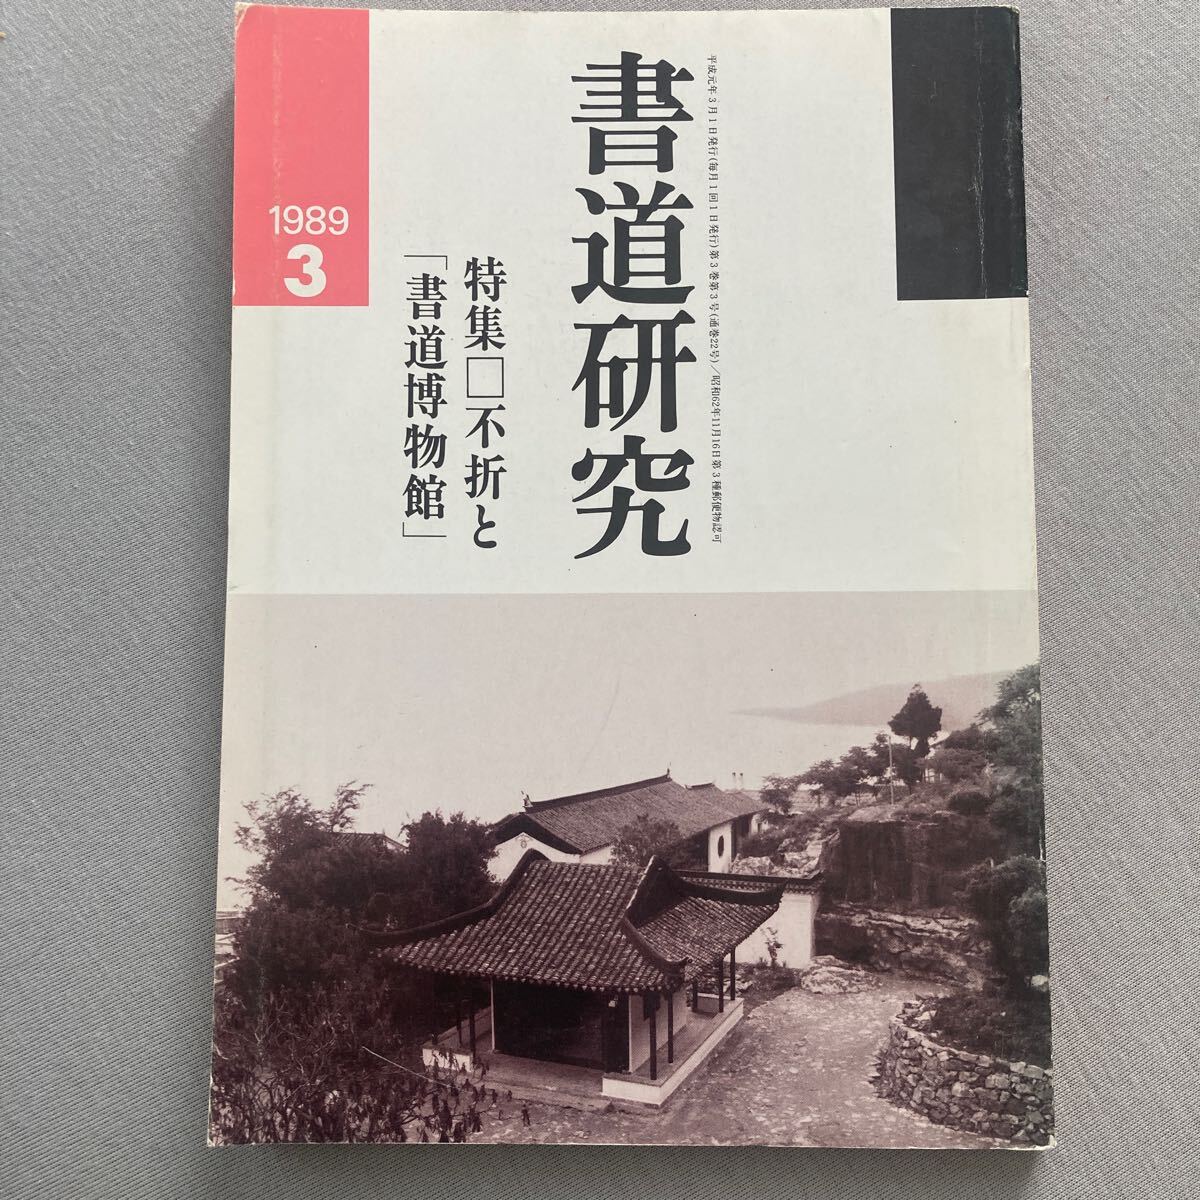 平成元年3月1日発行(毎月1回1日発行)第3巻第3号(通巻22号)/昭和62年11月16日第3種郵便物認可
書道研究
1989
3
特集□不折と
「書道博物館」